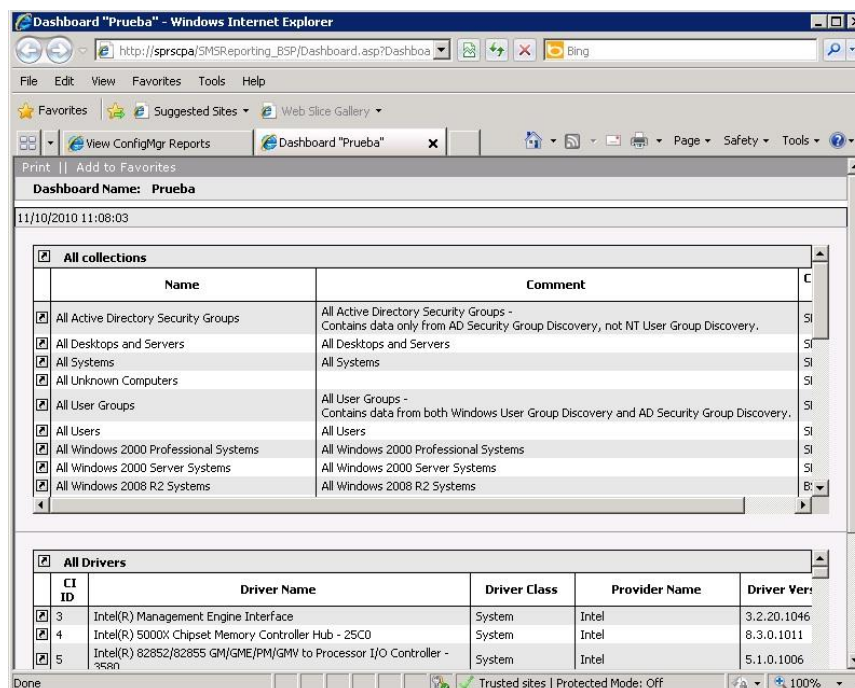 Dashboard "Prueba" - Windows Internet Explorer
http://sprscpa/SMSReporting_BSP/Dashboard.asp?Dashboa
Bing
File Edit View Favorites Tools Help
Favorites Suggested Sites Web Slice Gallery
View ConfigMgr Reports Dashboard "Prueba" x Page Safety Tools
Print || Add to Favorites
Dashboard Name: Prueba
11/10/2010 11:08:03
All collections
Name Comment C
All Active Directory Security Groups All Active Directory Security Groups -
Contains data only from AD Security Group Discovery, not NT User Group Discovery.
All Desktops and Servers All Desktops and Servers
All Systems All Systems
All Unknown Computers
All User Groups All User Groups -
Contains data from both Windows User Group Discovery and AD Security Group Discovery.
All Users All Users
All Windows 2000 Professional Systems All Windows 2000 Professional Systems
All Windows 2000 Server Systems All Windows 2000 Server Systems
All Windows 2008 R2 Systems All Windows 2008 R2 Systems
All Drivers
CI ID Driver Name Driver Class Provider Name Driver Vers
3 Intel(R) Management Engine Interface System Intel 3.2.20.1046
4 Intel(R) 5000X Chipset Memory Controller Hub - 25C0 System Intel 8.3.0.1011
5 Intel(R) 82852/82855 GM/GME/PM/GMV to Processor I/O Controller - System Intel 5.1.0.1006
3580
Done Trusted sites | Protected Mode: Off 100%